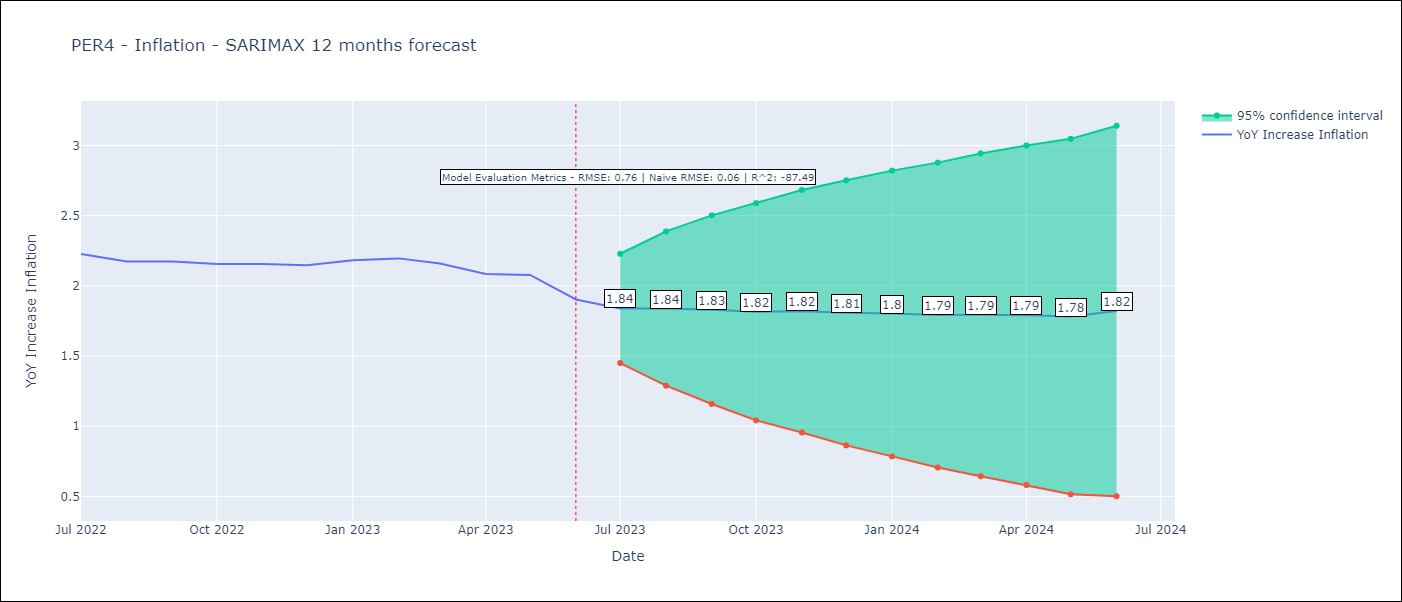 PER4 - Inflation - SARIMAX 12 months forecast
95% confidence interval
YoY Increase Inflation
Model Evaluation Metrics - RMSE: 0.76 | Naive RMSE: 0.06 | R^2: -87.49
YoY Increase Inflation
3
2.5
2
1.5
1
0.5
1.84 1.84 1.83 1.82 1.82 1.81 1.8 1.79 1.79 1.79 1.78 1.82
Jul 2022 Oct 2022 Jan 2023 Apr 2023 Jul 2023 Oct 2023 Jan 2024 Apr 2024 Jul 2024
Date